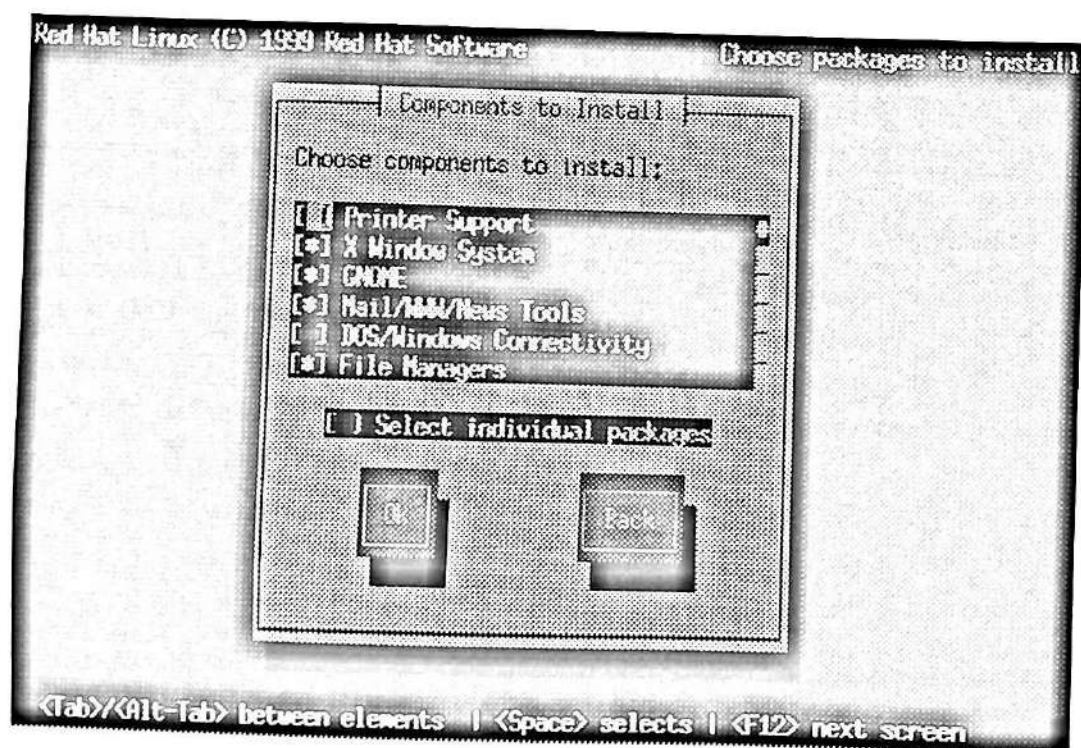 Red Hat Linux (C) 1999 Red Hat Software Choose packages to install
Components to Install
Choose components to install:
[ ] Printer Support
[*] X Window System
[*] GNOME
[*] Mail/WWW/News Tools
[ ] DOS/Windows Connectivity
[*] File Managers
[ ] Select individual packages
OK Back
<Tab>/<Alt-Tab> between elements | <Space> selects | <F12> next screen